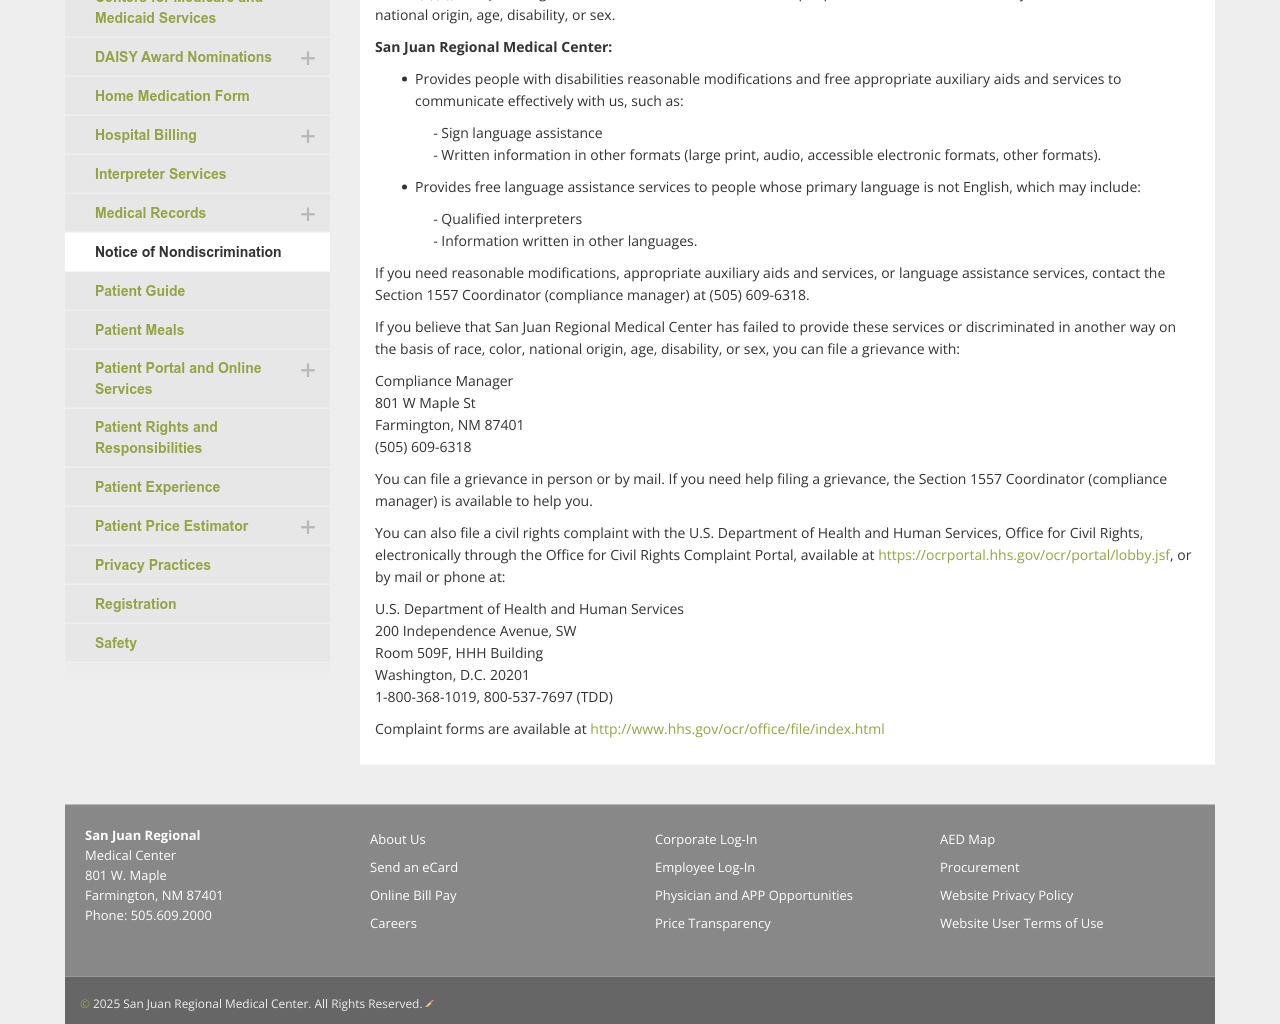 Medicaid Services
DAISY Award Nominations
Home Medication Form
Hospital Billing
Interpreter Services
Medical Records
Notice of Nondiscrimination
Patient Guide
Patient Meals
Patient Portal and Online
Services
Patient Rights and
Responsibilities
Patient Experience
Patient Price Estimator
Privacy Practices
Registration
Safety
national origin, age, disability, or sex.
San Juan Regional Medical Center:
• Provides people with disabilities reasonable modifications and free appropriate auxiliary aids and services to
communicate effectively with us, such as:
- Sign language assistance
- Written information in other formats (large print, audio, accessible electronic formats, other formats).
• Provides free language assistance services to people whose primary language is not English, which may include:
- Qualified interpreters
- Information written in other languages.
If you need reasonable modifications, appropriate auxiliary aids and services, or language assistance services, contact the
Section 1557 Coordinator (compliance manager) at (505) 609-6318.
If you believe that San Juan Regional Medical Center has failed to provide these services or discriminated in another way on
the basis of race, color, national origin, age, disability, or sex, you can file a grievance with:
Compliance Manager
801 W Maple St
Farmington, NM 87401
(505) 609-6318
You can file a grievance in person or by mail. If you need help filing a grievance, the Section 1557 Coordinator (compliance
manager) is available to help you.
You can also file a civil rights complaint with the U.S. Department of Health and Human Services, Office for Civil Rights,
electronically through the Office for Civil Rights Complaint Portal, available at https://ocrportal.hhs.gov/ocr/portal/lobby.jsf, or
by mail or phone at:
U.S. Department of Health and Human Services
200 Independence Avenue, SW
Room 509F, HHH Building
Washington, D.C. 20201
1-800-368-1019, 800-537-7697 (TDD)
Complaint forms are available at http://www.hhs.gov/ocr/office/file/index.html
San Juan Regional
Medical Center
801 W. Maple
Farmington, NM 87401
Phone: 505.609.2000
About Us
Send an eCard
Online Bill Pay
Careers
Corporate Log-In
Employee Log-In
Physician and APP Opportunities
Price Transparency
AED Map
Procurement
Website Privacy Policy
Website User Terms of Use
© 2025 San Juan Regional Medical Center. All Rights Reserved.